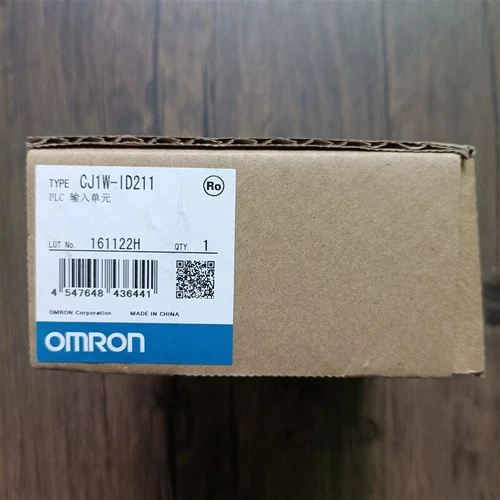 TYPE CJ1W-ID211
Ro
PLC 输入单元
LOT No. 161122H QTY. 1
4 547648 436441
OMRON Corporation MADE IN CHINA
OMRON